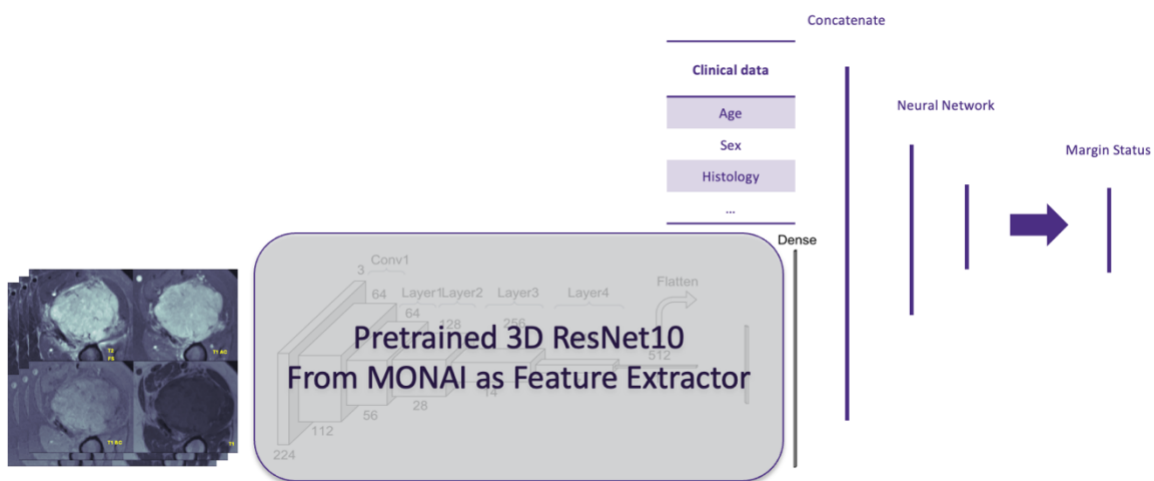 Concatenate
Clinical data
Age
Sex
Histology
...
Neural Network
Margin Status
Dense
3
Conv1
64
Layer1
Layer2
Layer3
Layer4
Flatten
64
128
256
512
Pretrained 3D ResNet10
From MONAI as Feature Extractor
14
28
56
112
224
T2
FS
T1 AC
T1 AC
T1